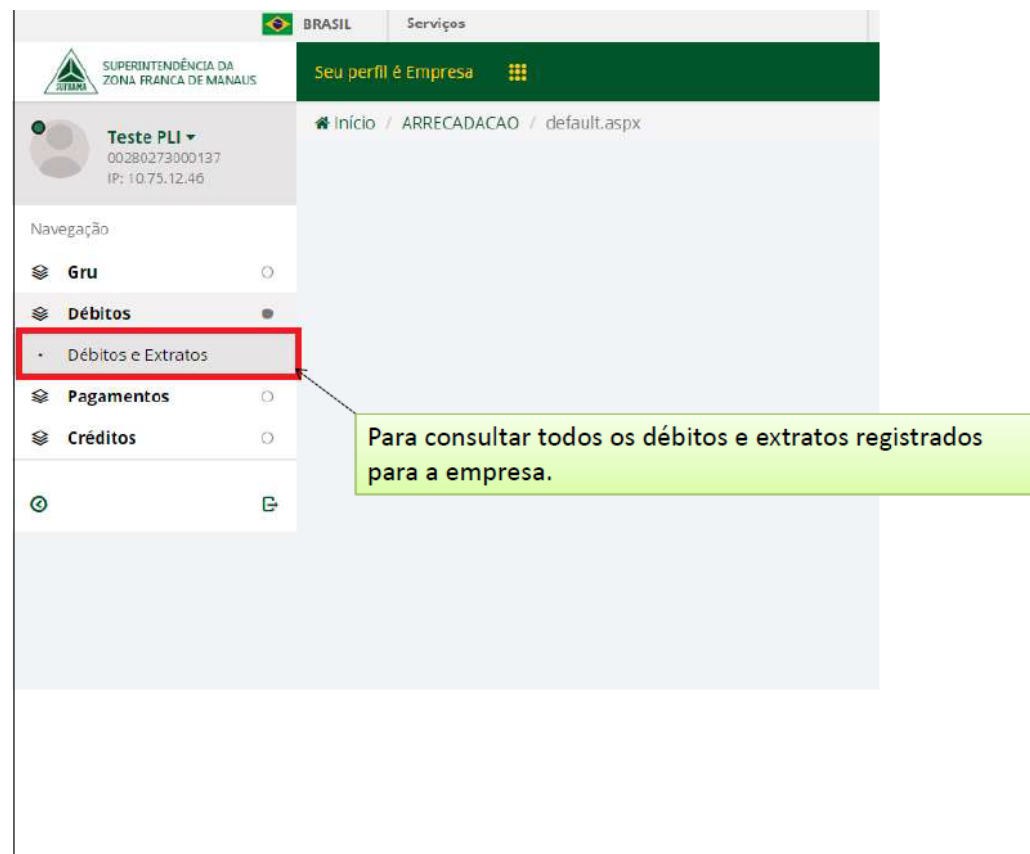 BRASIL Serviços
SUPERINTENDÊNCIA DA
ZONA FRANCA DE MANAUS
SUFRAMA
Seu perfil é Empresa
Início / ARRECADACAO / default.aspx
Teste PLI
00280273000137
IP: 10.75.12.46
Navegação
Gru
Débitos
Débitos e Extratos
Pagamentos
Créditos
Para consultar todos os débitos e extratos registrados
para a empresa.